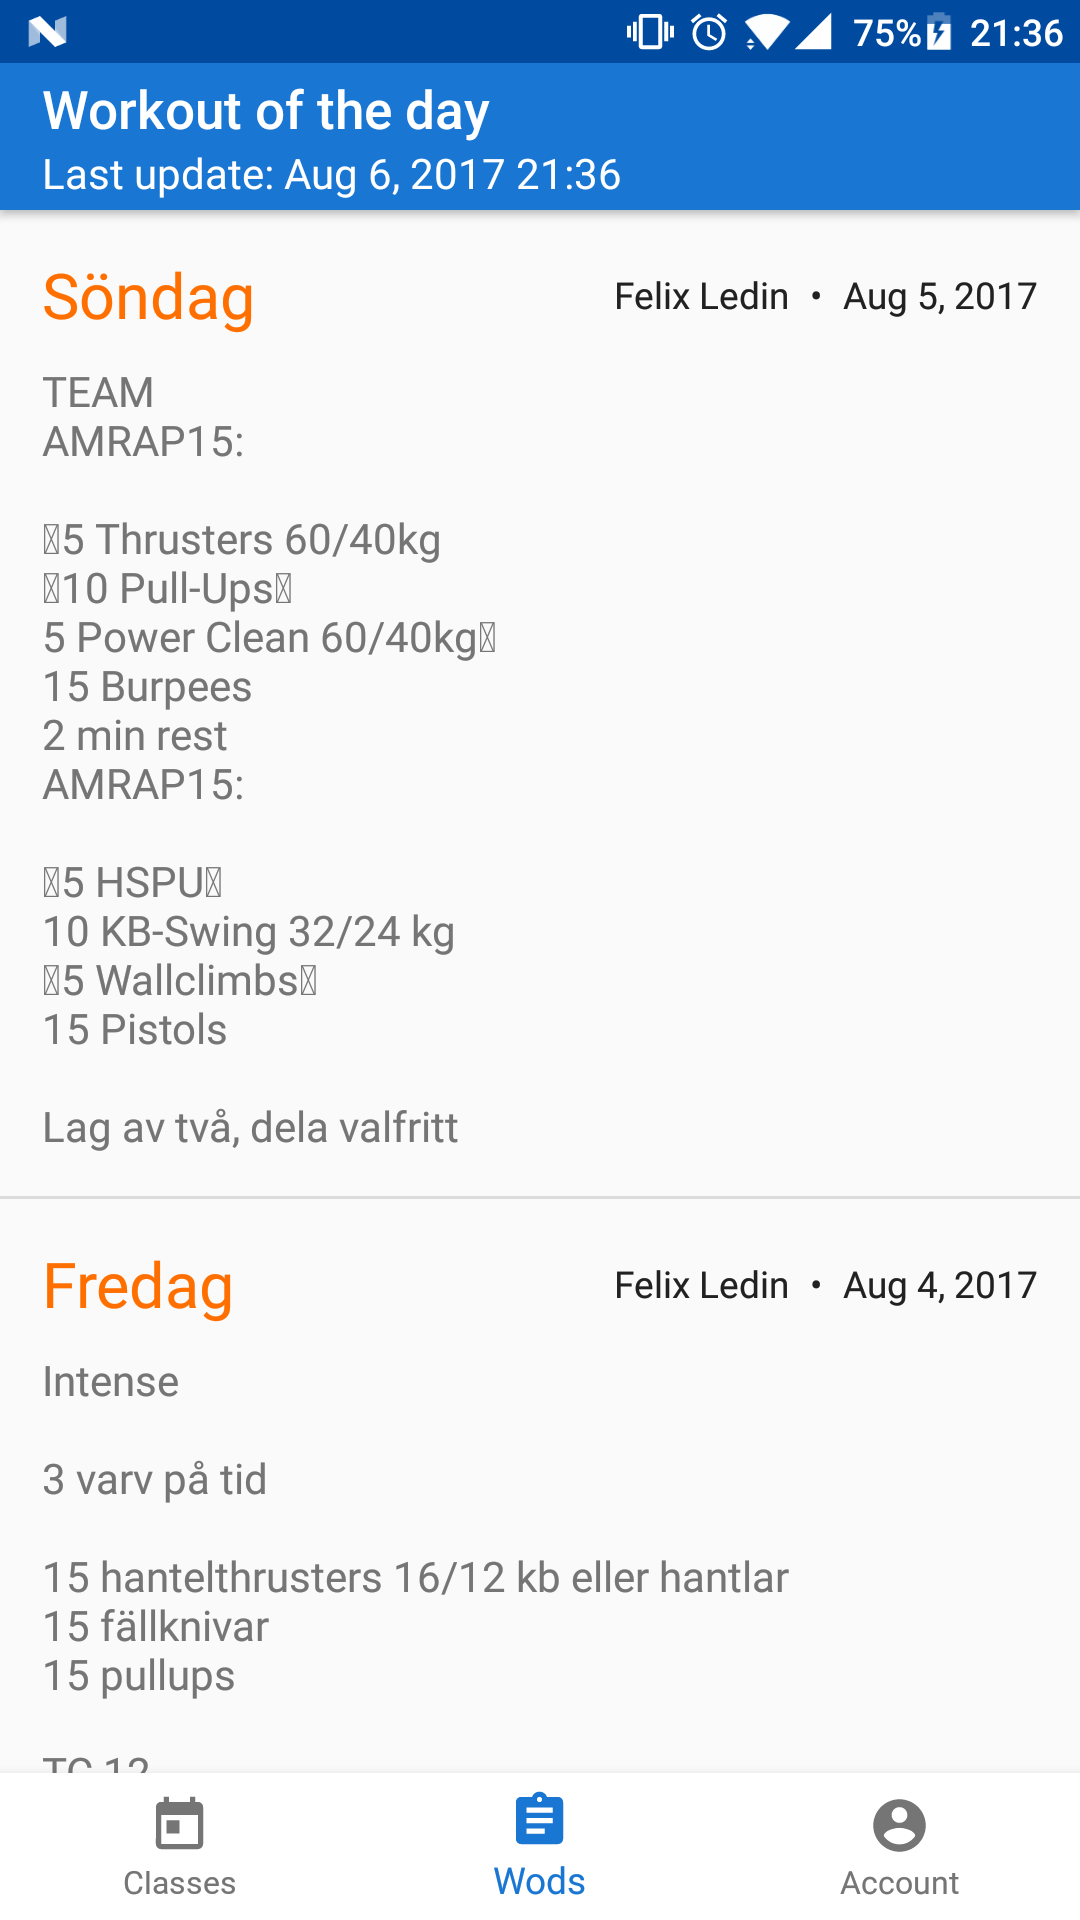 75% 21:36
Workout of the day
Last update: Aug 6, 2017 21:36
Söndag Felix Ledin • Aug 5, 2017
TEAM
AMRAP15:
5 Thrusters 60/40kg
10 Pull-Ups
5 Power Clean 60/40kg
15 Burpees
2 min rest
AMRAP15:
5 HSPU
10 KB-Swing 32/24 kg
5 Wallclimbs
15 Pistols
Lag av två, dela valfritt
Fredag Felix Ledin • Aug 4, 2017
Intense
3 varv på tid
15 hantelthrusters 16/12 kb eller hantlar
15 fällknivar
15 pullups
TC 12
Classes Wods Account